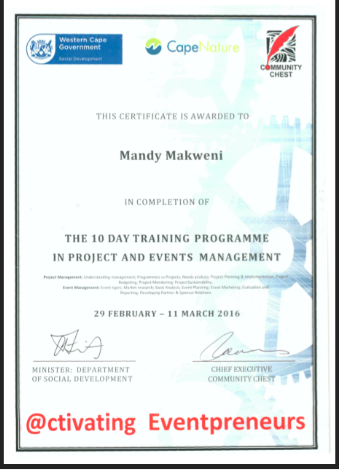 Western Cape
Government
Social Development
CapeNature
COMMUNITY
CHEST
THIS CERTIFICATE IS AWARDED TO
Mandy Makweni
IN COMPLETION OF
THE 10 DAY TRAINING PROGRAMME
IN PROJECT AND EVENTS MANAGEMENT
Project Management: Understanding management, Programmes vs Projects, Needs analysis, Project Planning & Implementation, Project
Budgeting, Project Monitoring, Project Sustainability.
Event Management: Event types, Market research, Swot Analysis, Event Planning, Event Marketing, Evaluation and
Reporting, Developing Partner & Sponsor Relations
29 FEBRUARY – 11 MARCH 2016
MINISTER: DEPARTMENT
OF SOCIAL DEVELOPMENT
CHIEF EXECUTIVE
COMMUNITY CHEST
@ctivating Eventpreneurs